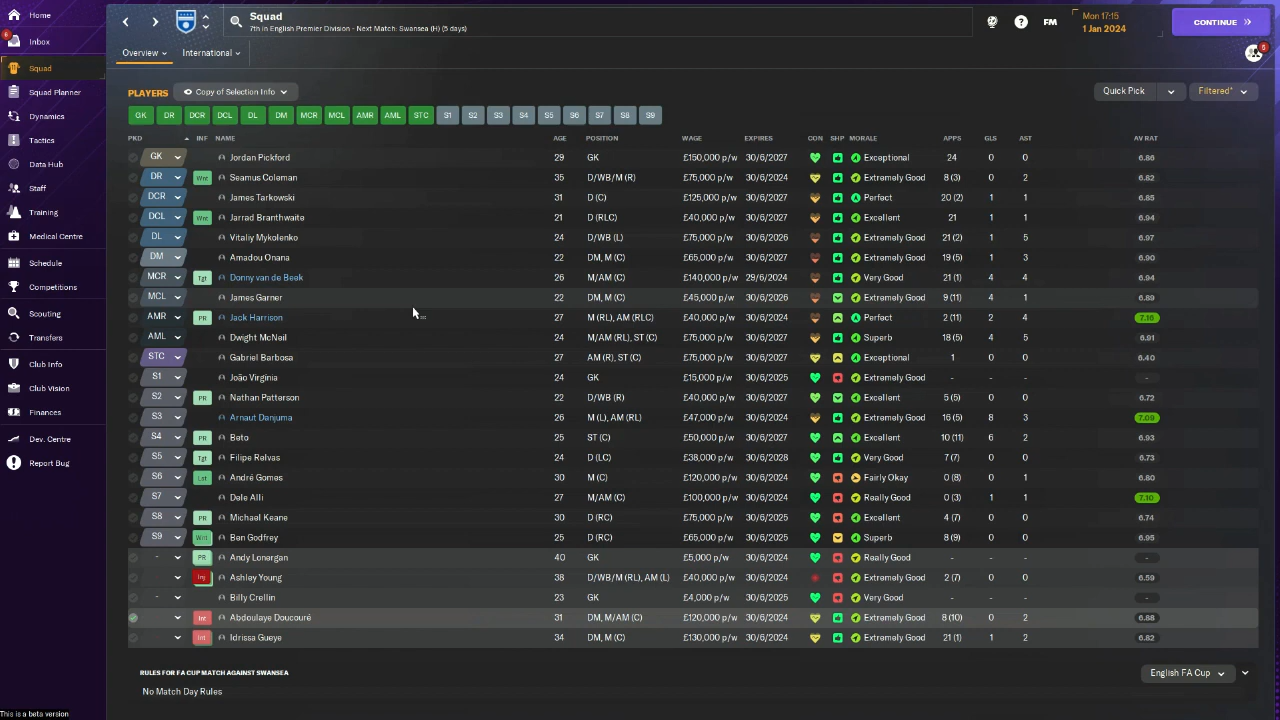 Home
6
Inbox
Squad
Squad Planner
Dynamics
Tactics
Data Hub
Staff
Training
Medical Centre
Schedule
Competitions
Scouting
Transfers
Club Info
Club Vision
Finances
Dev. Centre
Report Bug
This is a beta version
Squad
7th in English Premier Division - Next Match: Swansea (H) (5 days)
? FM
Mon 17:15
1 Jan 2024
CONTINUE
Overview International
PLAYERS Copy of Selection Info Quick Pick Filtered*
GK DR DCR DCL DL DM MCR MCL AMR AML STC S1 S2 S3 S4 S5 S6 S7 S8 S9
PKD INF NAME AGE POSITION WAGE EXPIRES CON SHP MORALE APPS GLS AST AV RAT
GK Jordan Pickford 29 GK £150,000 p/w 30/6/2027 Exceptional 24 0 0 6.86
DR Wnt Seamus Coleman 35 D/WB/M (R) £75,000 p/w 30/6/2024 Extremely Good 8 (3) 0 2 6.82
DCR James Tarkowski 31 D (C) £125,000 p/w 30/6/2027 Perfect 20 (2) 1 1 6.85
DCL Wnt Jarrad Branthwaite 21 D (RLC) £40,000 p/w 30/6/2027 Excellent 21 1 1 6.94
DL Vitaliy Mykolenko 24 D/WB (L) £75,000 p/w 30/6/2026 Extremely Good 21 (2) 1 5 6.97
DM Amadou Onana 22 DM, M (C) £65,000 p/w 30/6/2027 Extremely Good 19 (5) 1 3 6.90
MCR Tgt Donny van de Beek 26 M/AM (C) £140,000 p/w 29/6/2024 Very Good 21 (1) 4 4 6.94
MCL James Garner 22 DM, M (C) £45,000 p/w 30/6/2026 Extremely Good 9 (11) 4 1 6.89
AMR PR Jack Harrison 27 M (RL), AM (RLC) £40,000 p/w 30/6/2024 Perfect 2 (11) 2 4 7.16
AML Dwight McNeil 24 M/AM (RL), ST (C) £40,000 p/w 30/6/2027 Superb 18 (5) 4 5 6.91
STC Gabriel Barbosa 27 AM (R), ST (C) £75,000 p/w 30/6/2027 Exceptional 1 0 0 6.40
S1 João Virgínia 24 GK £15,000 p/w 30/6/2025 Extremely Good - - - -
S2 PR Nathan Patterson 22 D/WB (R) £40,000 p/w 30/6/2027 Excellent 5 (5) 0 0 6.72
S3 Arnaut Danjuma 26 M (L), AM (RL) £47,000 p/w 30/6/2024 Extremely Good 16 (5) 8 3 7.09
S4 PR Beto 25 ST (C) £50,000 p/w 30/6/2027 Excellent 10 (11) 6 2 6.93
S5 Tgt Filipe Relvas 24 D (LC) £38,000 p/w 30/6/2028 Very Good 7 (7) 0 0 6.73
S6 Lst André Gomes 30 M (C) £120,000 p/w 30/6/2024 Fairly Okay 0 (8) 0 1 6.80
S7 Dele Alli 27 M/AM (C) £100,000 p/w 30/6/2024 Really Good 0 (3) 1 1 7.10
S8 PR Michael Keane 30 D (RC) £75,000 p/w 30/6/2025 Excellent 4 (7) 0 0 6.74
S9 Wnt Ben Godfrey 25 D (RC) £65,000 p/w 30/6/2025 Superb 8 (9) 0 2 6.95
- PR Andy Lonergan 40 GK £5,000 p/w 30/6/2024 Really Good - - - -
Inj Ashley Young 38 D/WB/M (RL), AM (L) £40,000 p/w 30/6/2024 Extremely Good 2 (7) 0 0 6.59
- Billy Crellin 23 GK £4,000 p/w 30/6/2025 Very Good - - - -
Int Abdoulaye Doucouré 31 DM, M/AM (C) £120,000 p/w 30/6/2024 Extremely Good 8 (10) 0 2 6.88
Int Idrissa Gueye 34 DM, M (C) £130,000 p/w 30/6/2024 Extremely Good 21 (1) 1 2 6.82
RULES FOR FA CUP MATCH AGAINST SWANSEA English FA Cup
No Match Day Rules